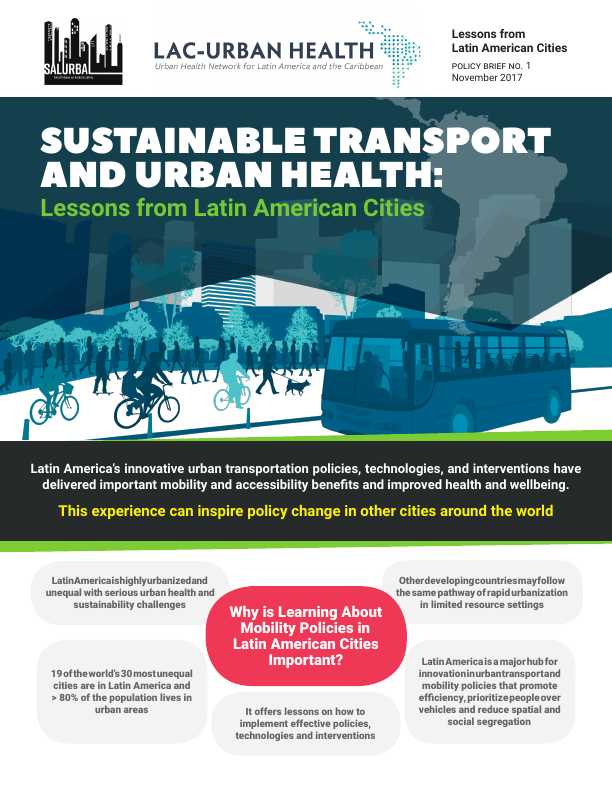 SALURBAL
LAC-URBAN HEALTH
Urban Health Network for Latin America and the Caribbean
Lessons from
Latin American Cities
POLICY BRIEF NO. 1
November 2017
SUSTAINABLE TRANSPORT
AND URBAN HEALTH:
Lessons from Latin American Cities
Latin America's innovative urban transportation policies, technologies, and interventions have
delivered important mobility and accessibility benefits and improved health and wellbeing.
This experience can inspire policy change in other cities around the world
Latin America is highly urbanized and
unequal with serious urban health and
sustainability challenges
Other developing countries may follow
the same pathway of rapid urbanization
in limited resource settings
Why is Learning About
Mobility Policies in
Latin American Cities
Important?
19 of the world's 30 most unequal
cities are in Latin America and
> 80% of the population lives in
urban areas
It offers lessons on how to
implement effective policies,
technologies and interventions
Latin America is a major hub for
innovation in urban transport and
mobility policies that promote
efficiency, prioritize people over
vehicles and reduce spatial and
social segregation